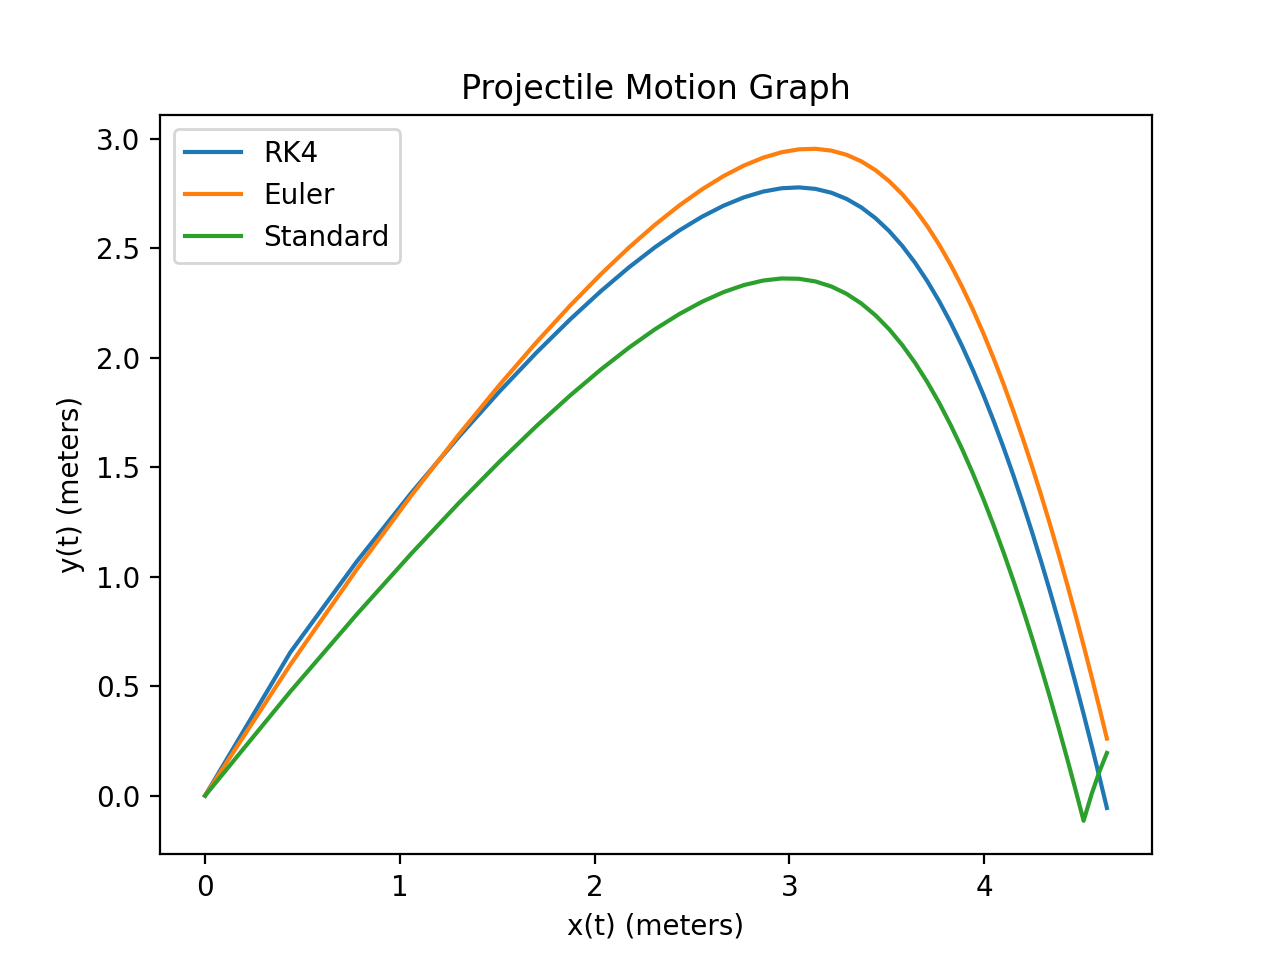 Projectile Motion Graph
RK4
Euler
Standard
3.0
2.5
2.0
1.5
1.0
0.5
0.0
y(t) (meters)
0 1 2 3 4
x(t) (meters)